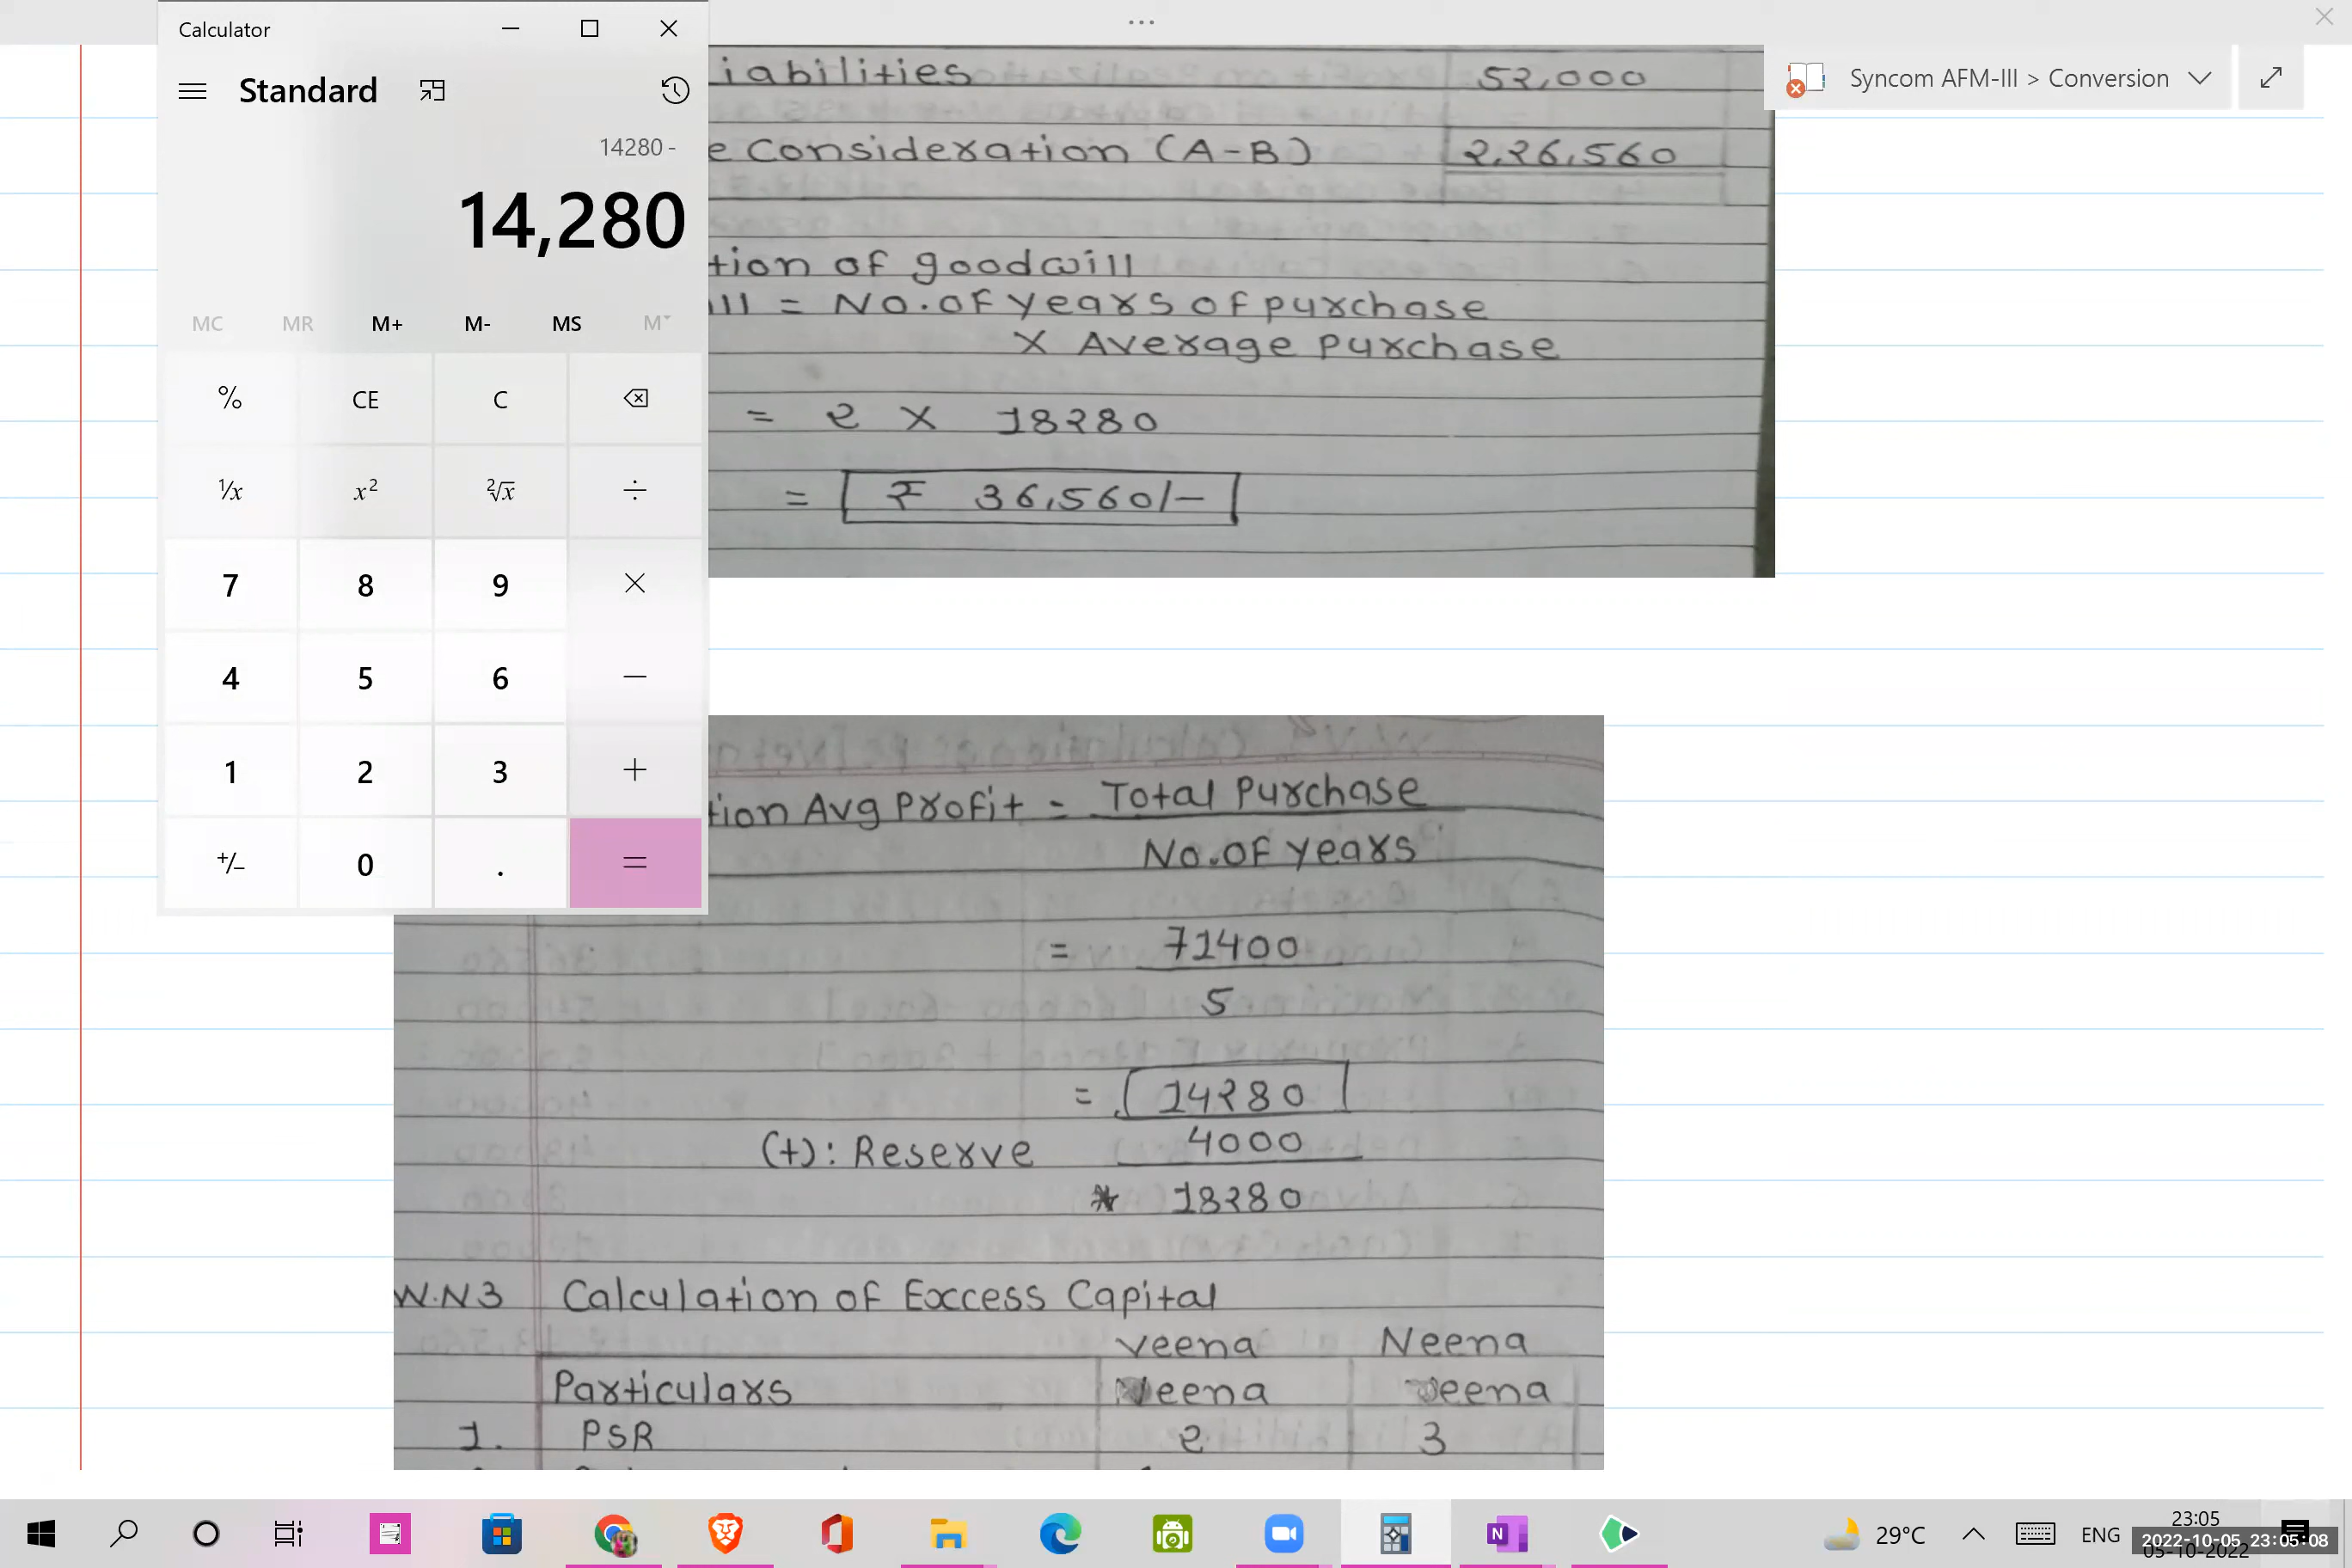 Calculator
Standard
14280 -
14,280
MC MR M+ M- MS M˅
% CE C
¹/x x² ²√x ÷
7 8 9 ×
4 5 6 −
1 2 3 +
+/− 0 . =
...
Syncom AFM-III > Conversion
iabilities 52,000
e Consideration (A-B) 2,26,560
tion of goodwill
ill = No. of years of purchase
X Average Purchase
= 2 X 18280
= ₹ 36,560/-
tion Avg Profit = Total Purchase
No. of years
= 71400
5
= 14280
(+): Reserve 4000
* 18280
W.N3 Calculation of Excess Capital
veena Neena
Particulars Neena veena
1. PSR 2 3
29°C
ENG
23:05
2022-10-05 23:05:08
05-10-2022